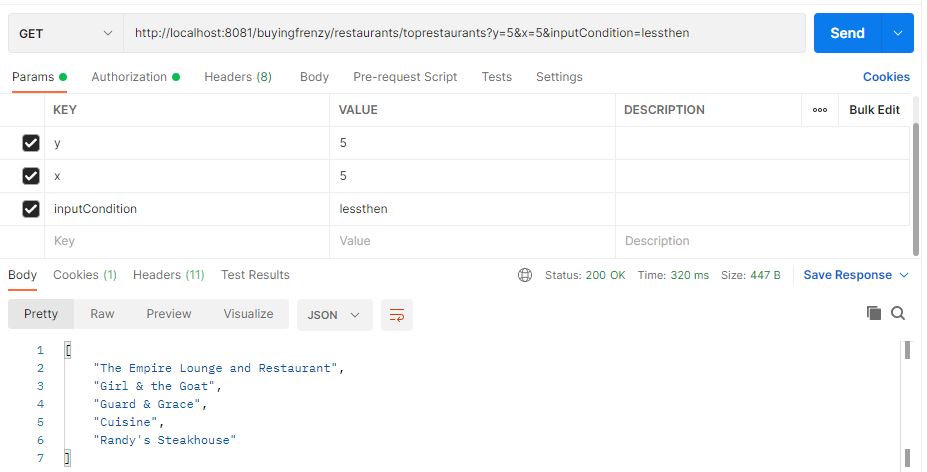 GET http://localhost:8081/buyingfrenzy/restaurants/toprestaurants?y=5&x=5&inputCondition=lessthen Send
Params Authorization Headers (8) Body Pre-request Script Tests Settings Cookies
KEY VALUE DESCRIPTION ooo Bulk Edit
y 5
x 5
inputCondition lessthen
Key Value Description
Body Cookies (1) Headers (11) Test Results Status: 200 OK Time: 320 ms Size: 447 B Save Response
Pretty Raw Preview Visualize JSON
1 [
2 "The Empire Lounge and Restaurant",
3 "Girl & the Goat",
4 "Guard & Grace",
5 "Cuisine",
6 "Randy's Steakhouse"
7 ]